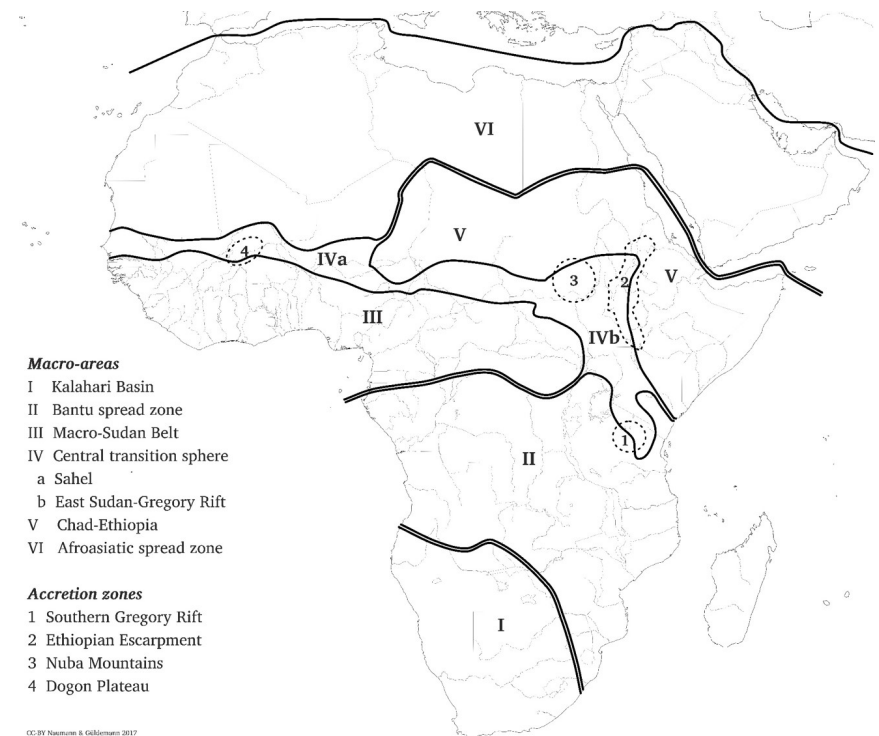 VI
V
IVa
4
3
2
V
III
IVb
1
II
I
Macro-areas
I Kalahari Basin
II Bantu spread zone
III Macro-Sudan Belt
IV Central transition sphere
a Sahel
b East Sudan-Gregory Rift
V Chad-Ethiopia
VI Afroasiatic spread zone
Accretion zones
1 Southern Gregory Rift
2 Ethiopian Escarpment
3 Nuba Mountains
4 Dogon Plateau
CC-BY Naumann & Güldemann 2017